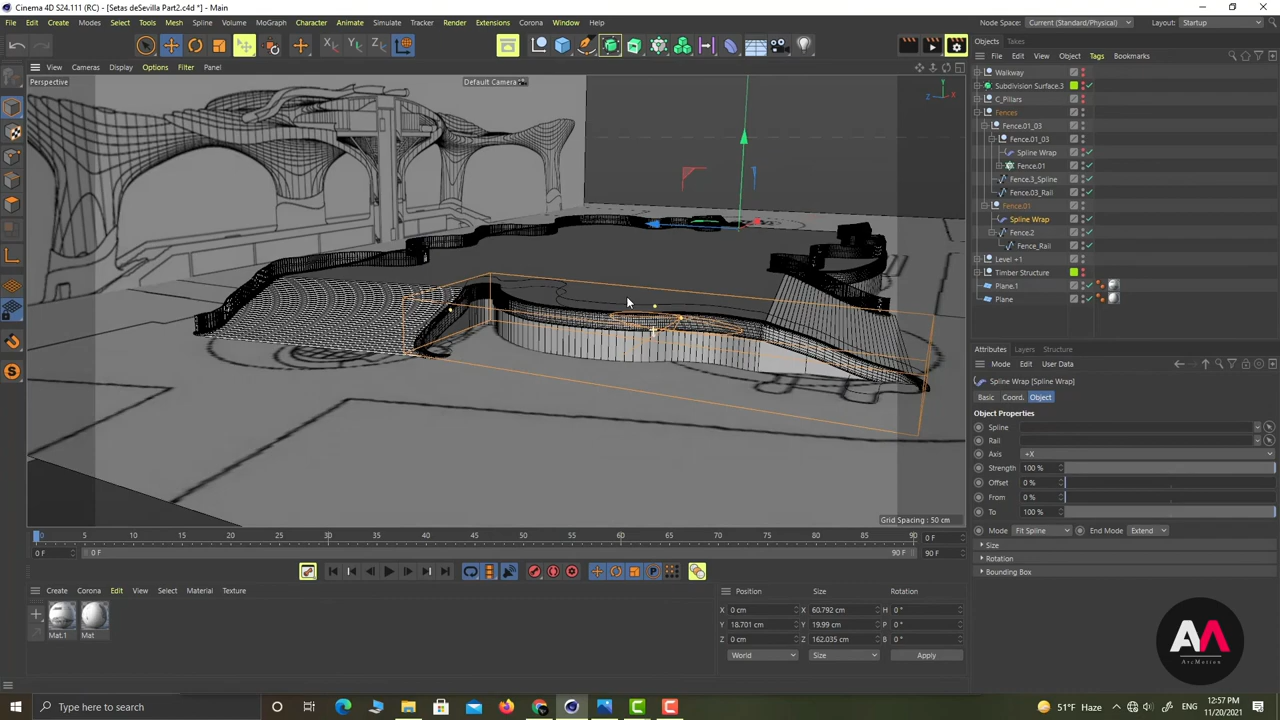 Cinema 4D S24.111 (RC) - [Setas deSevilla Part2.c4d *] - Main
File Edit Create Modes Select Tools Mesh Spline Volume MoGraph Character Animate Simulate Tracker Render Extensions Corona Window Help
Node Space: Current (Standard/Physical) Layout: Startup
X Y Z
Objects Takes
File Edit View Object Tags Bookmarks
View Cameras Display Options Filter Panel
Perspective
Default Camera
Y
Z X
Walkway
Subdivision Surface.3
C_Pillars
Fences
Fence.01_03
Fence.01_03
Spline Wrap
Fence.01
Fence.3_Spline
Fence.03_Rail
Fence.01
Spline Wrap
Fence.2
Fence_Rail
Level +1
Timber Structure
Plane.1
Plane
Attributes Layers Structure
Mode Edit User Data
Spline Wrap [Spline Wrap]
Basic Coord. Object
Object Properties
Spline
Rail
Axis +X
Strength 100 %
Offset 0 %
From 0 %
To 100 %
Mode Fit Spline End Mode Extend
Size
Rotation
Bounding Box
Grid Spacing : 50 cm
0 5 10 15 20 25 30 35 40 45 50 55 60 65 70 75 80 85 90 0 F
0 F 0 F 90 F 90 F
Create Corona Edit View Select Material Texture
Mat.1 Mat
Position Size Rotation
X 0 cm X 60.792 cm H 0 °
Y 18.701 cm Y 19.99 cm P 0 °
Z 0 cm Z 162.035 cm B 0 °
World Size Apply
AM
ArcMotion
Type here to search
51°F Haze
12:57 PM
11/20/2021